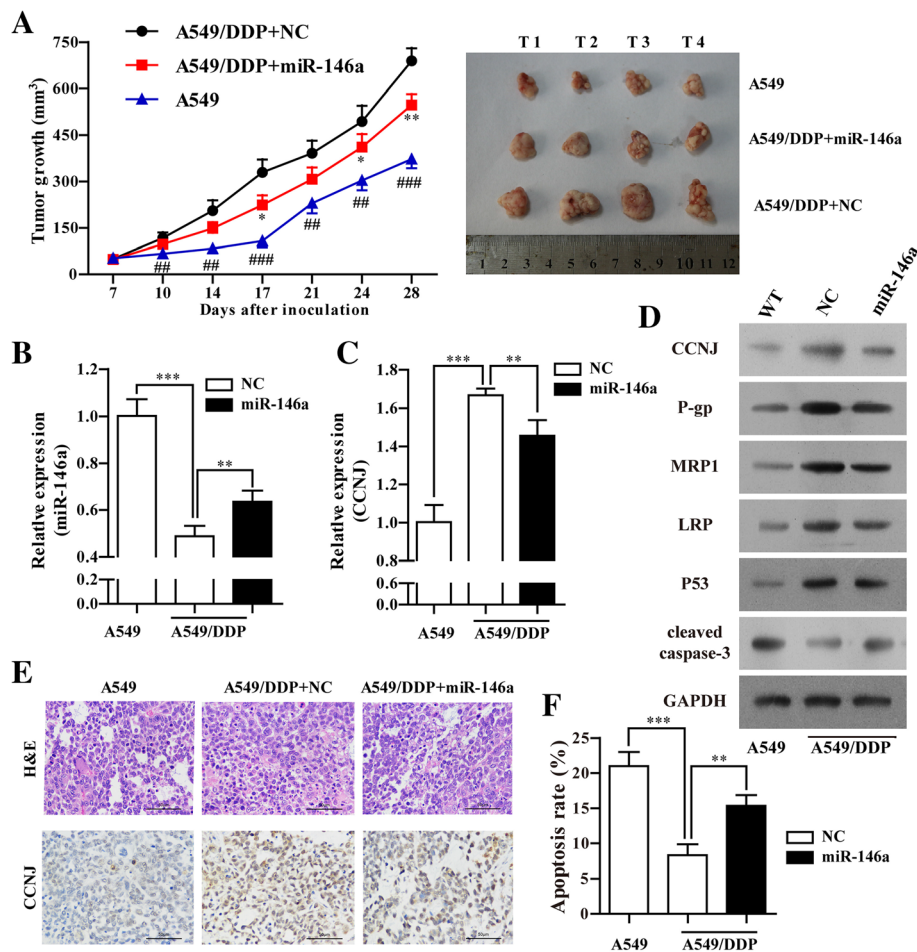 A
A549/DDP+NC
A549/DDP+miR-146a
A549
Tumor growth (mm³)
750
600
450
300
150
0
7 10 14 17 21 24 28
Days after inoculation
* * **
## ## ### ## ## ###
T 1 T 2 T 3 T 4
A549
A549/DDP+miR-146a
A549/DDP+NC
1 2 3 4 5 6 7 8 9 10 11 12
B
Relative expression
(miR-146a)
1.2
1.0
0.8
0.6
0.4
0.2
0.0
***
**
NC
miR-146a
A549
A549/DDP
C
Relative expression
(CCNJ)
1.8
1.6
1.4
1.2
1.0
0.8
0.6
0.0
*** **
NC
miR-146a
A549
A549/DDP
D
WT NC miR-146a
CCNJ
P-gp
MRP1
LRP
P53
cleaved
caspase-3
GAPDH
A549 A549/DDP
E
A549 A549/DDP+NC A549/DDP+miR-146a
H&E
CCNJ
F
Apoptosis rate (%)
25
20
15
10
5
0
***
**
NC
miR-146a
A549
A549/DDP